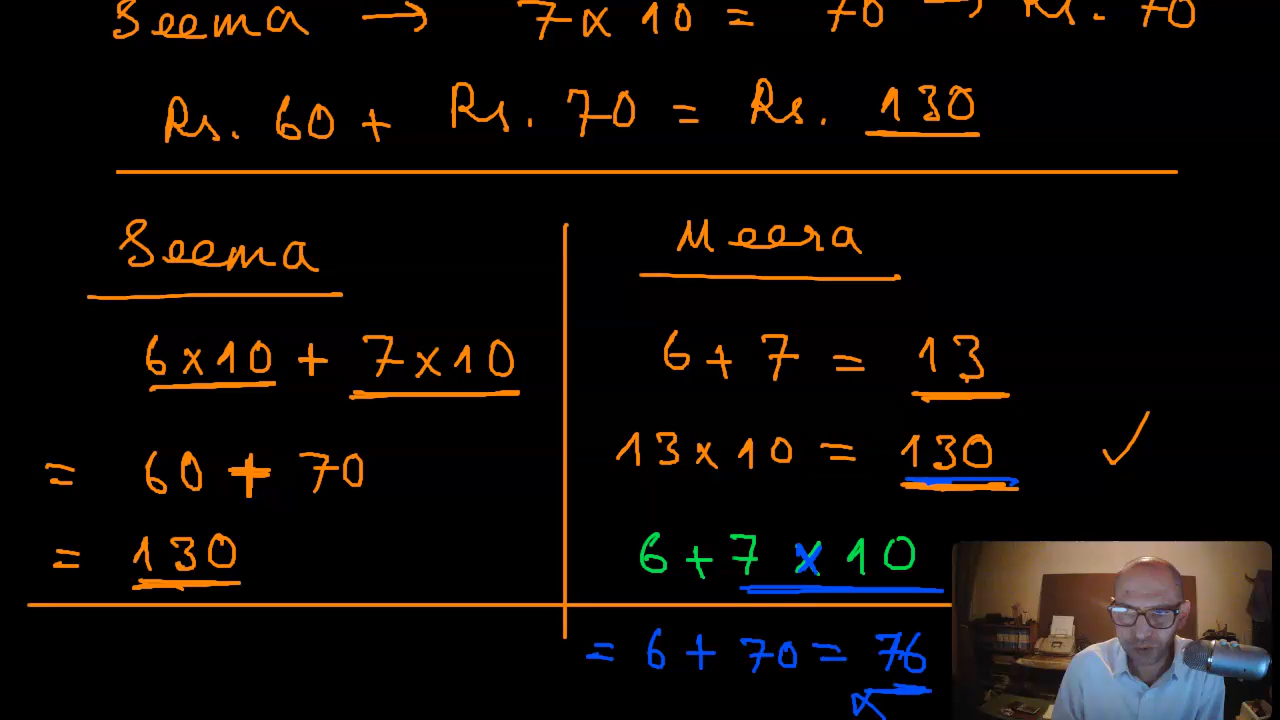 Seema → 7 x 10 = 70 → Rs. 70
Rs. 60 + Rs. 70 = Rs. 130
Seema
6 x 10 + 7 x 10
= 60 + 70
= 130
Meera
6 + 7 = 13
13 x 10 = 130 ✓
6 + 7 x 10
= 6 + 70 = 76